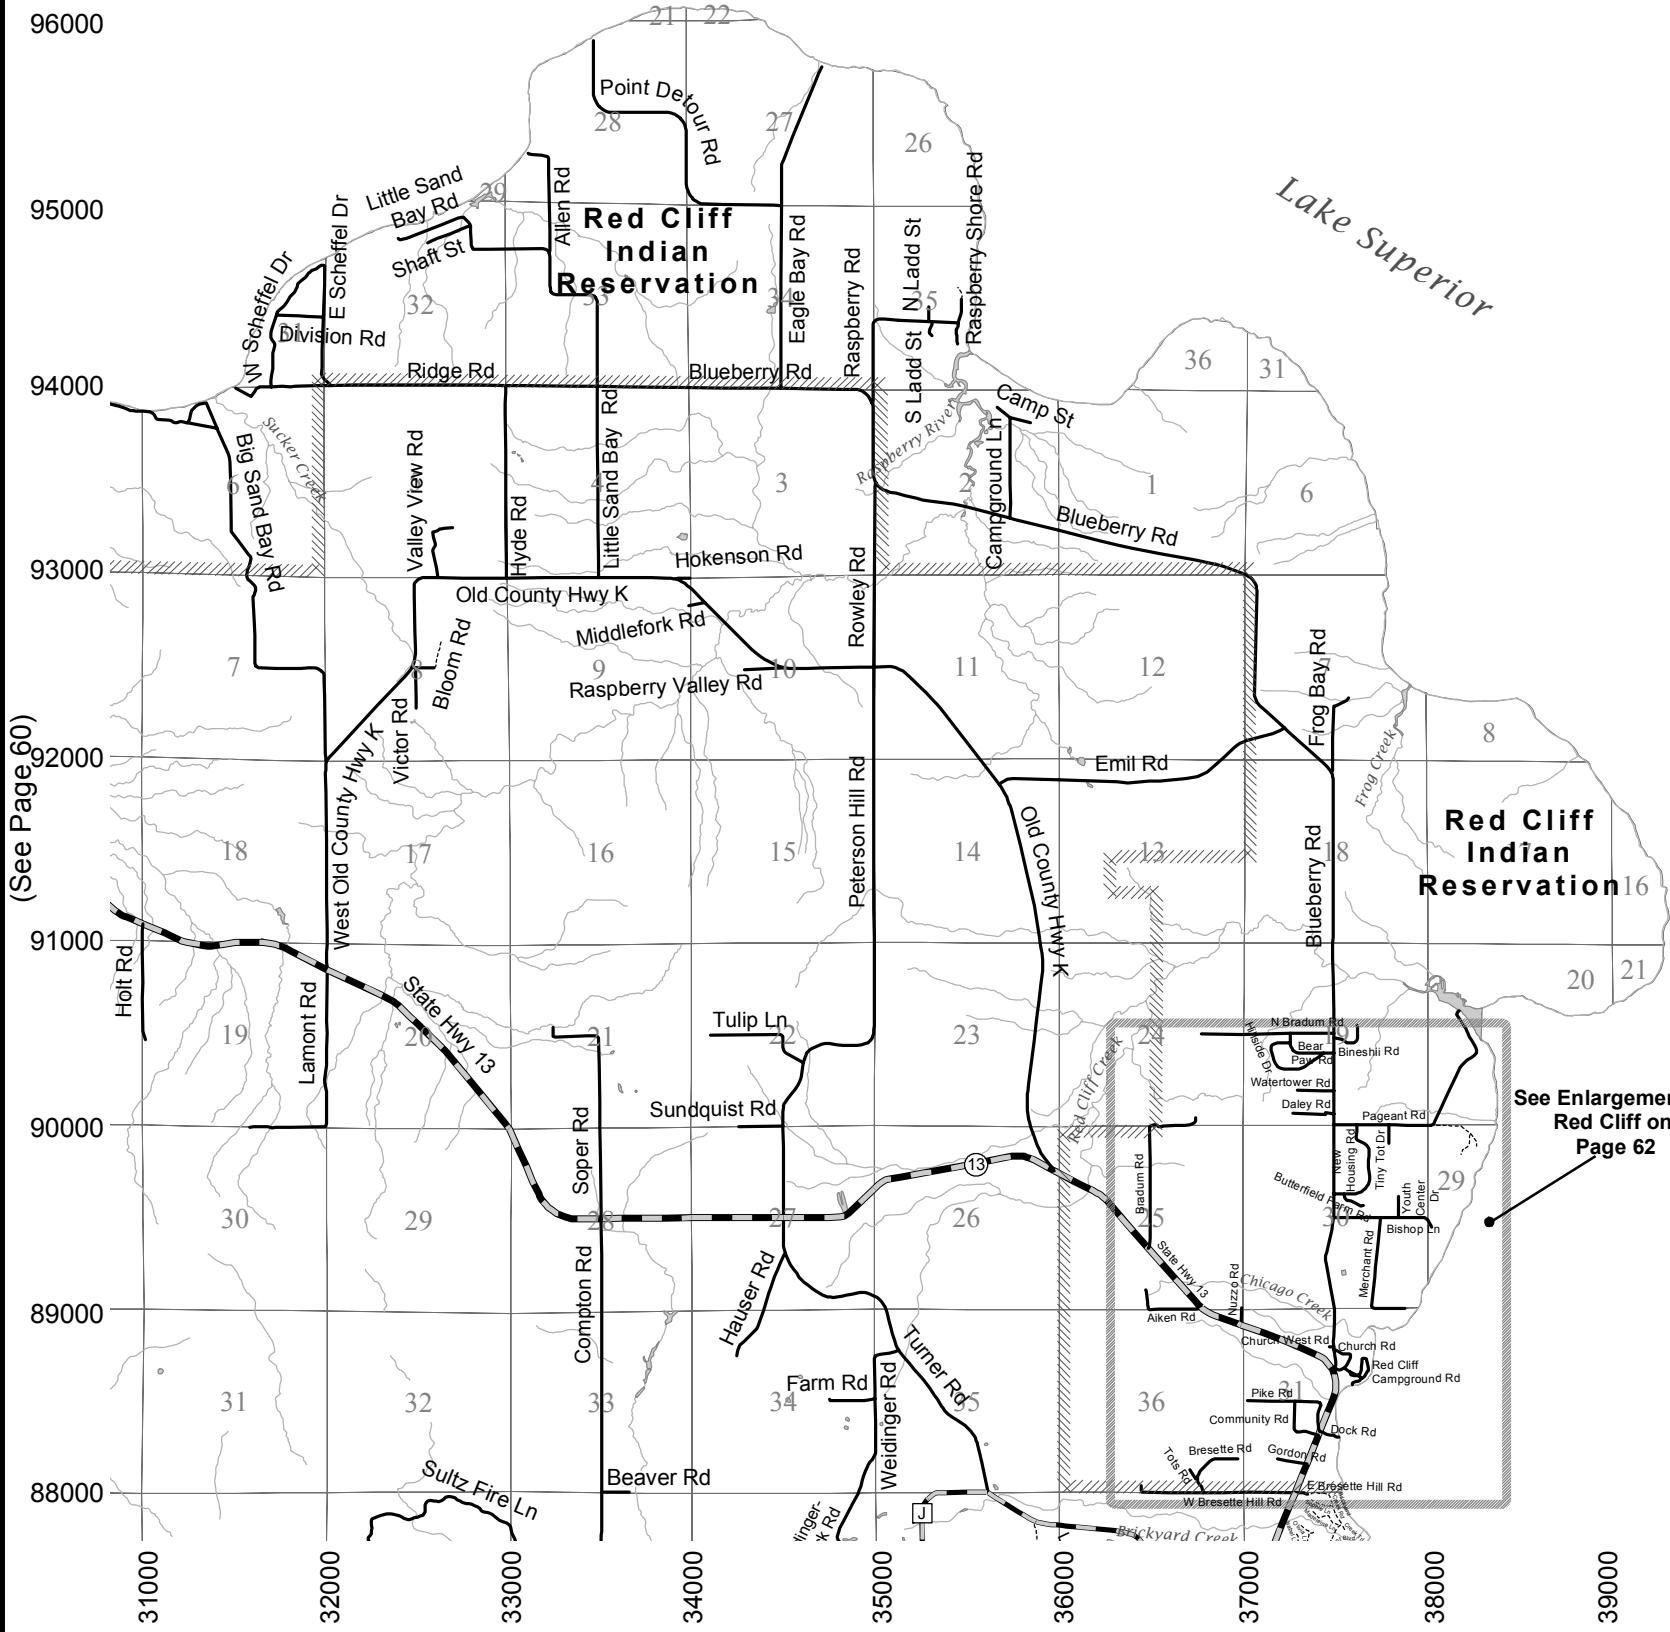 96000
21
22
Point Detour Rd
28
27
26
95000
Little Sand
Bay Rd
29
Allen Rd
E Scheffel Dr
Shaft St
Red Cliff
Indian
Reservation
Eagle Bay Rd
Raspberry Rd
N Ladd St
Raspberry Shore Rd
Lake Superior
N Scheffel Dr
32
33
34
35
31
Division Rd
S Ladd St
36
31
94000
Ridge Rd
Blueberry Rd
Camp St
Raspberry River
Sucker Creek
Big Sand Bay Rd
6
Valley View Rd
Hyde Rd
4
Little Sand Bay Rd
3
2
Campground Ln
1
6
Blueberry Rd
93000
Hokenson Rd
Old County Hwy K
Rowley Rd
Middlefork Rd
Bloom Rd
7
8
9
10
11
12
7
Frog Bay Rd
Raspberry Valley Rd
Victor Rd
8
(See Page 60)
92000
West Old County Hwy K
Peterson Hill Rd
Emil Rd
Frog Creek
Old County Hwy K
Blueberry Rd
Red Cliff
Indian
Reservation
18
17
16
15
14
13
18
17
16
91000
Holt Rd
Lamont Rd
State Hwy 13
20
21
19
20
21
Tulip Ln
22
23
24
19
N Bradum Rd
Hillside Dr
Bear
Paw Rd
Bineshii Rd
Watertower Rd
Daley Rd
Pageant Rd
Red Cliff Creek
See Enlargemen
Red Cliff on
Page 62
90000
Soper Rd
Sundquist Rd
13
Bradum Rd
New
Housing Rd
Tiny Tot Dr
Butterfield Farm Rd
Youth
Center
Dr
29
30
29
28
27
26
25
30
Bishop Ln
Merchant Rd
State Hwy 13
Compton Rd
Hauser Rd
Nuzzo Rd
Chicago Creek
89000
Aiken Rd
Church West Rd
Church Rd
Red Cliff
Campground Rd
Turner Rd
Farm Rd
Weidinger Rd
31
32
33
34
35
36
31
Pike Rd
Community Rd
Dock Rd
Bresette Rd
Gordon Rd
Tots Rd
Sultz Fire Ln
Beaver Rd
88000
E Bresette Hill Rd
W Bresette Hill Rd
dinger-
k Rd
J
Brickyard Creek
31000
32000
33000
34000
35000
36000
37000
38000
39000